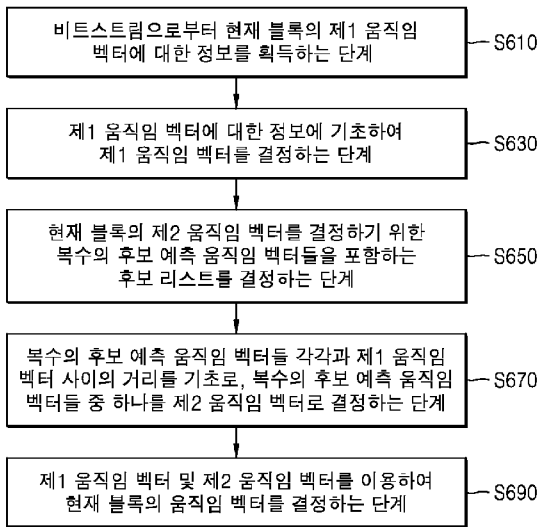 비트스트림으로부터 현재 블록의 제1 움직임
벡터에 대한 정보를 획득하는 단계
S610
제1 움직임 벡터에 대한 정보에 기초하여
제1 움직임 벡터를 결정하는 단계
S630
현재 블록의 제2 움직임 벡터를 결정하기 위한
복수의 후보 예측 움직임 벡터들을 포함하는
후보 리스트를 결정하는 단계
S650
복수의 후보 예측 움직임 벡터들 각각과 제1 움직임
벡터 사이의 거리를 기초로, 복수의 후보 예측 움직임
벡터들 중 하나를 제2 움직임 벡터로 결정하는 단계
S670
제1 움직임 벡터 및 제2 움직임 벡터를 이용하여
현재 블록의 움직임 벡터를 결정하는 단계
S690